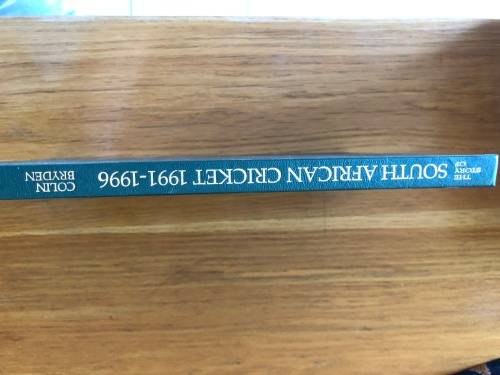 THE
STORY
OF
SOUTH AFRICAN CRICKET 1991-1996
COLIN
BRYDEN